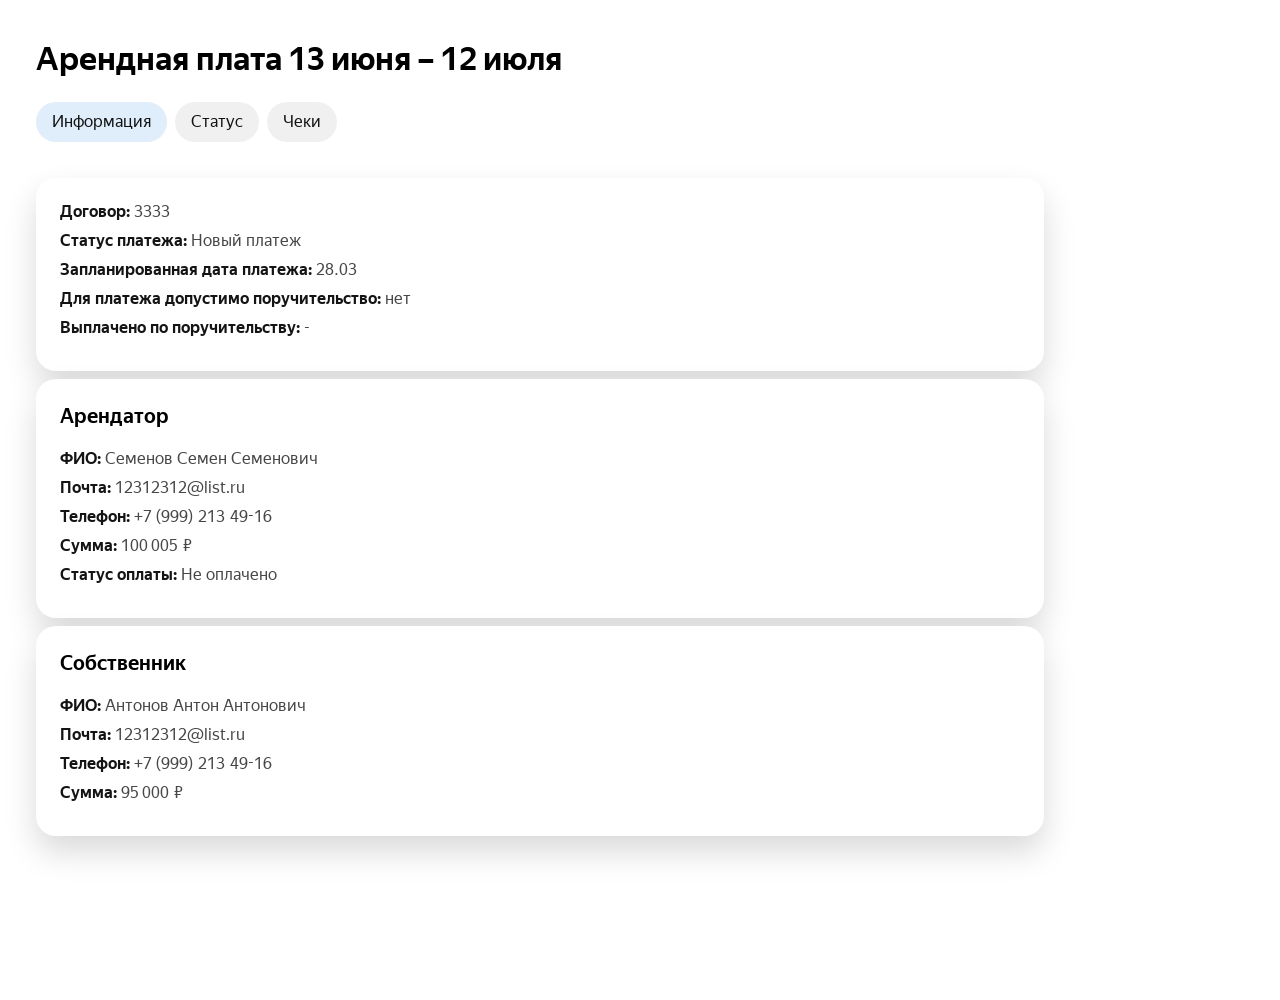 Арендная плата 13 июня – 12 июля
Информация
Статус
Чеки
Договор: 3333
Статус платежа: Новый платеж
Запланированная дата платежа: 28.03
Для платежа допустимо поручительство: нет
Выплачено по поручительству: -
Арендатор
ФИО: Семенов Семен Семенович
Почта: 12312312@list.ru
Телефон: +7 (999) 213 49-16
Сумма: 100 005 ₽
Статус оплаты: Не оплачено
Собственник
ФИО: Антонов Антон Антонович
Почта: 12312312@list.ru
Телефон: +7 (999) 213 49-16
Сумма: 95 000 ₽